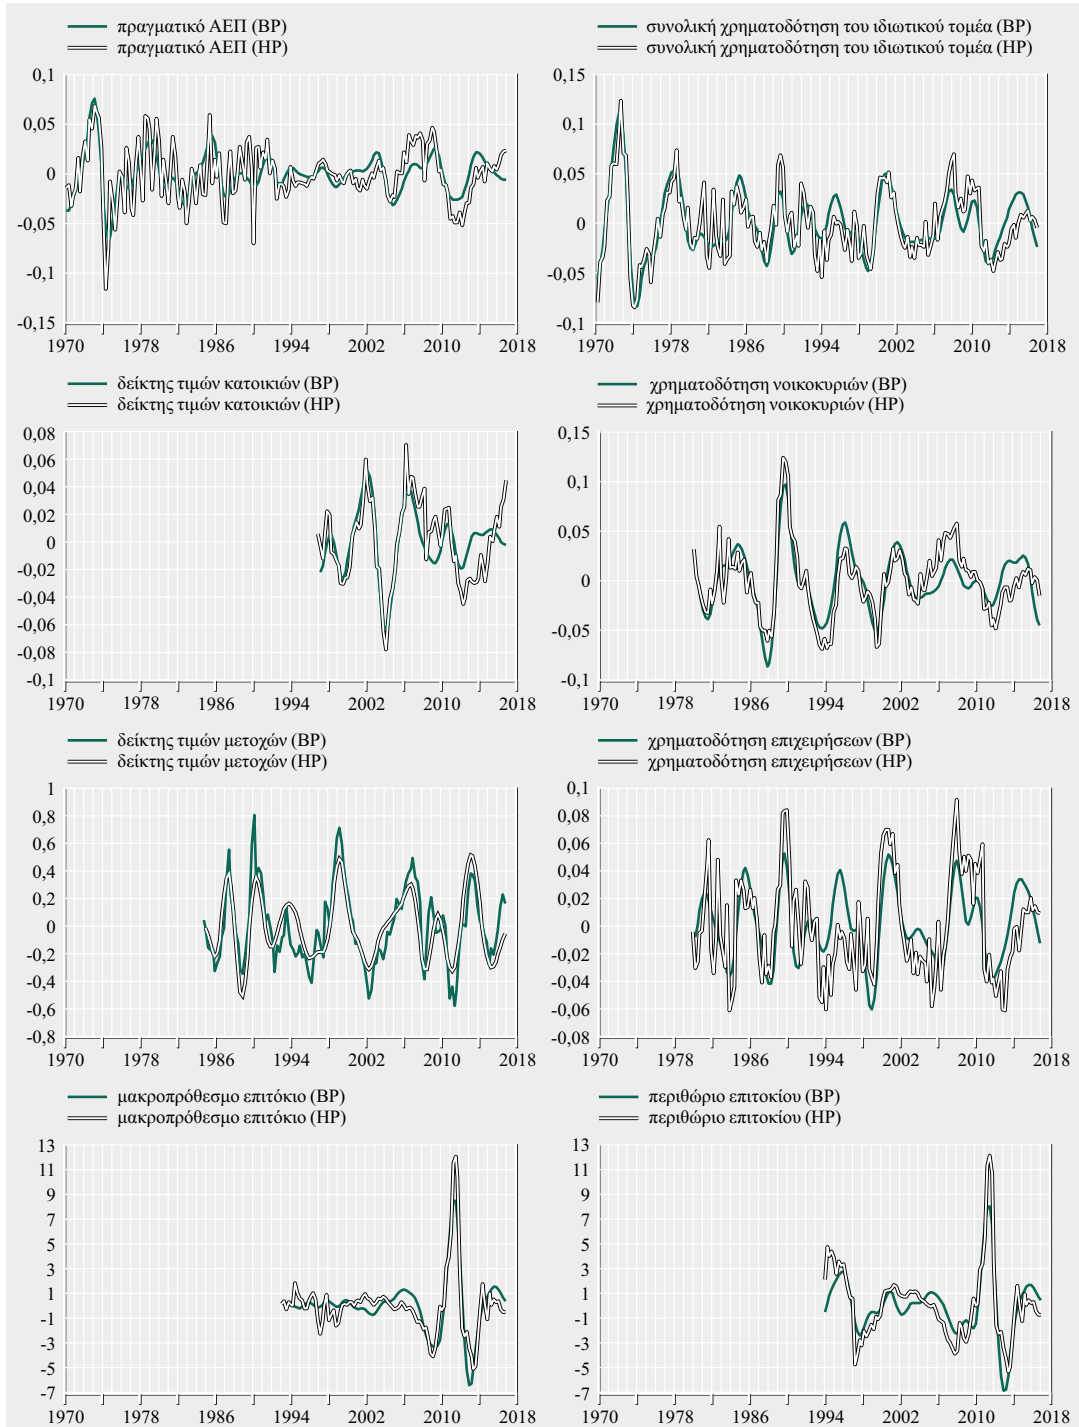 πραγματικό ΑΕΠ (BP)
πραγματικό ΑΕΠ (HP)
0,1
0,05
0
-0,05
-0,1
-0,15
1970 1978 1986 1994 2002 2010 2018
συνολική χρηματοδότηση του ιδιωτικού τομέα (BP)
συνολική χρηματοδότηση του ιδιωτικού τομέα (HP)
0,15
0,1
0,05
0
-0,05
-0,1
1970 1978 1986 1994 2002 2010 2018
δείκτης τιμών κατοικιών (BP)
δείκτης τιμών κατοικιών (HP)
0,08
0,06
0,04
0,02
0
-0,02
-0,04
-0,06
-0,08
-0,1
1970 1978 1986 1994 2002 2010 2018
χρηματοδότηση νοικοκυριών (BP)
χρηματοδότηση νοικοκυριών (HP)
0,15
0,1
0,05
0
-0,05
-0,1
1970 1978 1986 1994 2002 2010 2018
δείκτης τιμών μετοχών (BP)
δείκτης τιμών μετοχών (HP)
1
0,8
0,6
0,4
0,2
0
-0,2
-0,4
-0,6
-0,8
1970 1978 1986 1994 2002 2010 2018
χρηματοδότηση επιχειρήσεων (BP)
χρηματοδότηση επιχειρήσεων (HP)
0,1
0,08
0,06
0,04
0,02
0
-0,02
-0,04
-0,06
-0,08
1970 1978 1986 1994 2002 2010 2018
μακροπρόθεσμο επιτόκιο (BP)
μακροπρόθεσμο επιτόκιο (HP)
13
11
9
7
5
3
1
-1
-3
-5
-7
1970 1978 1986 1994 2002 2010 2018
περιθώριο επιτοκίου (BP)
περιθώριο επιτοκίου (HP)
13
11
9
7
5
3
1
-1
-3
-5
-7
1970 1978 1986 1994 2002 2010 2018